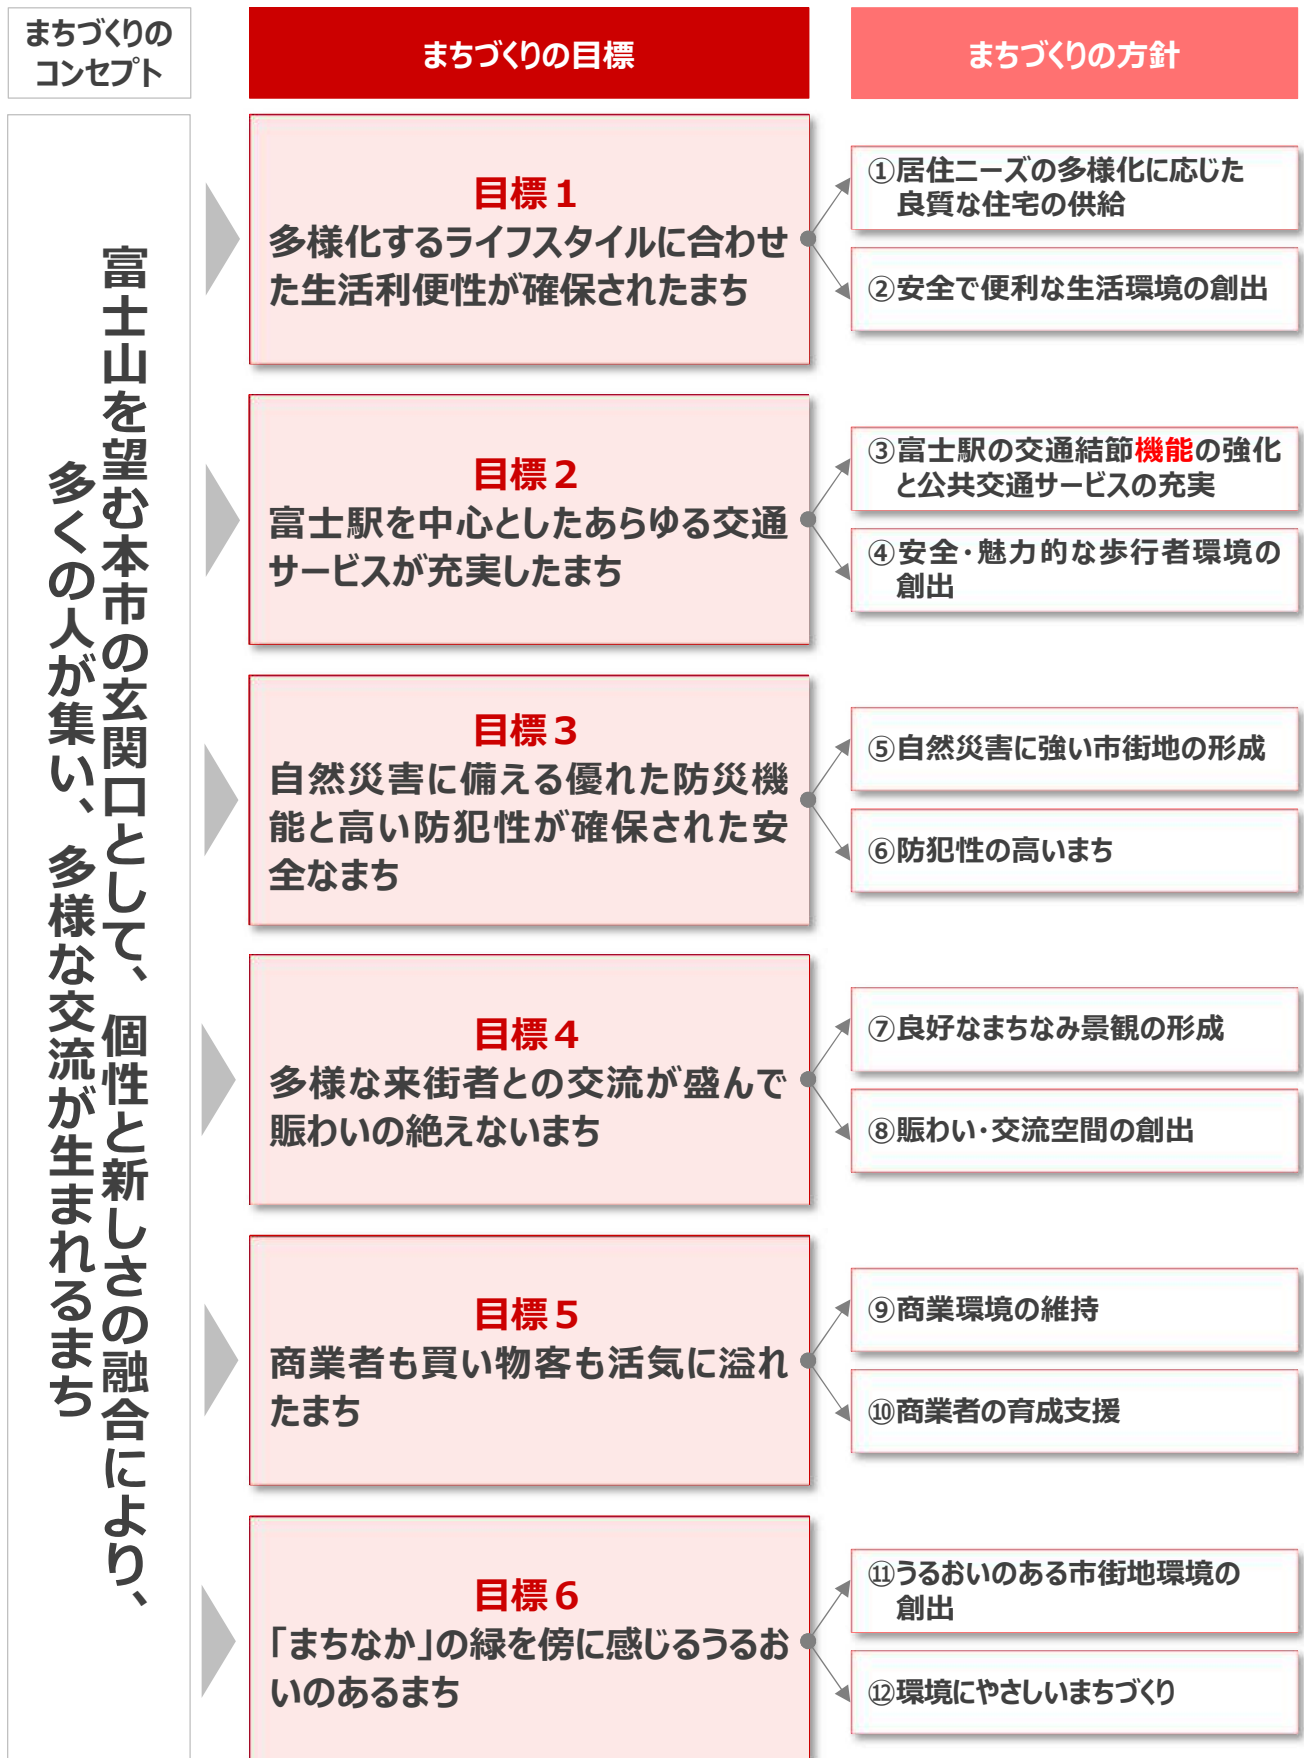 まちづくりの
コンセプト
まちづくりの目標
まちづくりの方針
富士山を望む本市の玄関口として、個性と新しさの融合により、
多くの人が集い、多様な交流が生まれるまち
目標1
多様化するライフスタイルに合わせ
た生活利便性が確保されたまち
①居住ニーズの多様化に応じた
良質な住宅の供給
②安全で便利な生活環境の創出
目標2
富士駅を中心としたあらゆる交通
サービスが充実したまち
③富士駅の交通結節機能の強化
と公共交通サービスの充実
④安全・魅力的な歩行者環境の
創出
目標3
自然災害に備える優れた防災機
能と高い防犯性が確保された安
全なまち
⑤自然災害に強い市街地の形成
⑥防犯性の高いまち
目標4
多様な来街者との交流が盛んで
賑わいの絶えないまち
⑦良好なまちなみ景観の形成
⑧賑わい・交流空間の創出
目標5
商業者も買い物客も活気に溢れ
たまち
⑨商業環境の維持
⑩商業者の育成支援
目標6
「まちなか」の緑を傍に感じるうるお
いのあるまち
⑪うるおいのある市街地環境の
創出
⑫環境にやさしいまちづくり